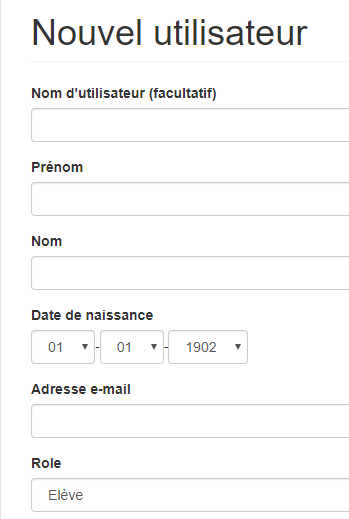 Nouvel utilisateur
Nom d'utilisateur (facultatif)
Prénom
Nom
Date de naissance
01 - 01 - 1902
Adresse e-mail
Role
Elève